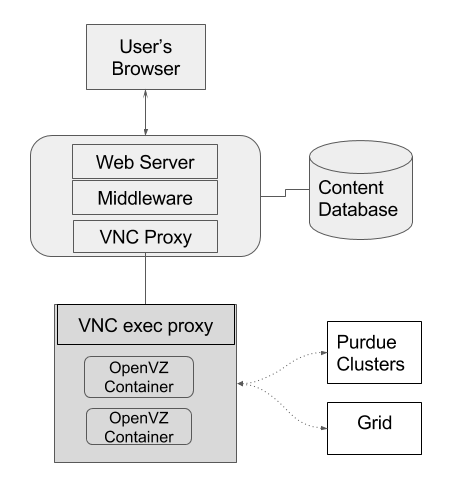 User's
Browser
Web Server
Middleware
VNC Proxy
Content
Database
VNC exec proxy
OpenVZ
Container
OpenVZ
Container
Purdue
Clusters
Grid